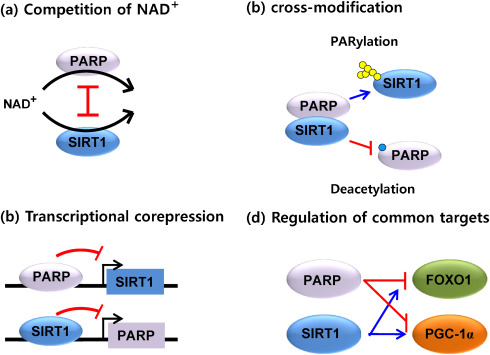 (a) Competition of NAD+
PARP
NAD+
SIRT1
(b) cross-modification
PARylation
SIRT1
PARP
SIRT1
PARP
Deacetylation
(b) Transcriptional corepression
PARP
SIRT1
SIRT1
PARP
(d) Regulation of common targets
PARP
FOXO1
SIRT1
PGC-1α